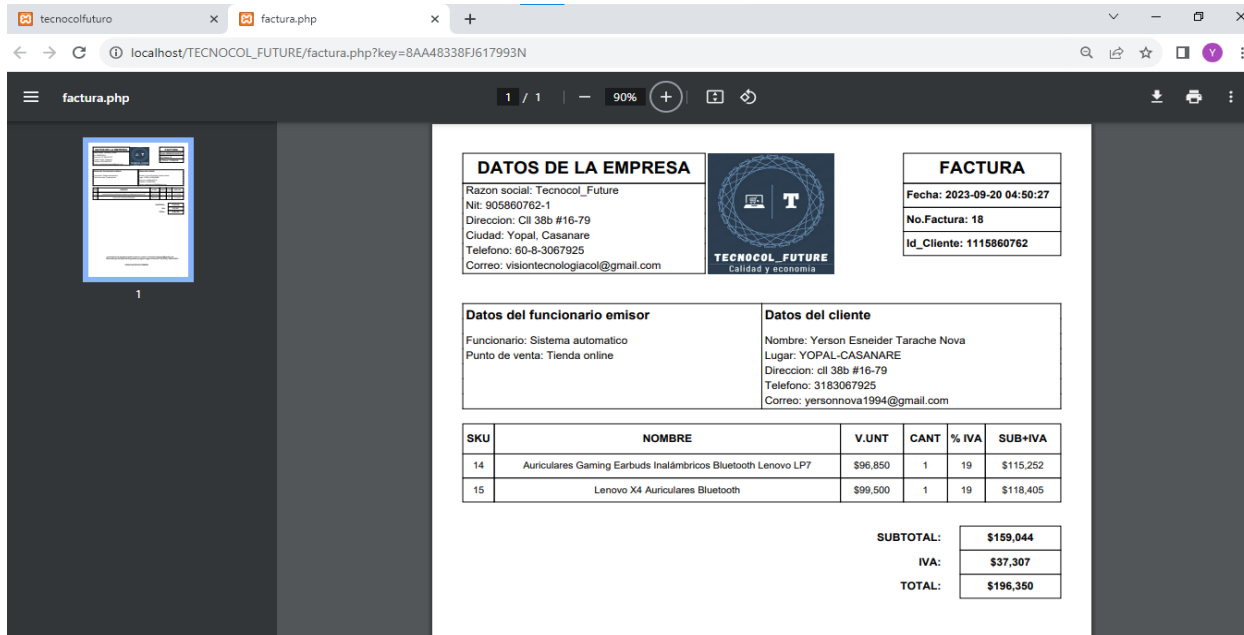 tecnocolfuturo
factura.php
localhost/TECNOCOL_FUTURE/factura.php?key=8AA48338FJ617993N
Y
factura.php
1 / 1
90%
1
DATOS DE LA EMPRESA
Razon social: Tecnocol_Future
Nit: 905860762-1
Direccion: Cll 38b #16-79
Ciudad: Yopal, Casanare
Telefono: 60-8-3067925
Correo: visiontecnologiacol@gmail.com
T
TECNOCOL_FUTURE
Calidad y economia
FACTURA
Fecha: 2023-09-20 04:50:27
No.Factura: 18
Id_Cliente: 1115860762
Datos del funcionario emisor
Funcionario: Sistema automatico
Punto de venta: Tienda online
Datos del cliente
Nombre: Yerson Esneider Tarache Nova
Lugar: YOPAL-CASANARE
Direccion: cll 38b #16-79
Telefono: 3183067925
Correo: yersonnova1994@gmail.com
SKU NOMBRE V.UNT CANT % IVA SUB+IVA
14 Auriculares Gaming Earbuds Inalámbricos Bluetooth Lenovo LP7 $96,850 1 19 $115,252
15 Lenovo X4 Auriculares Bluetooth $99,500 1 19 $118,405
SUBTOTAL: $159,044
IVA: $37,307
TOTAL: $196,350